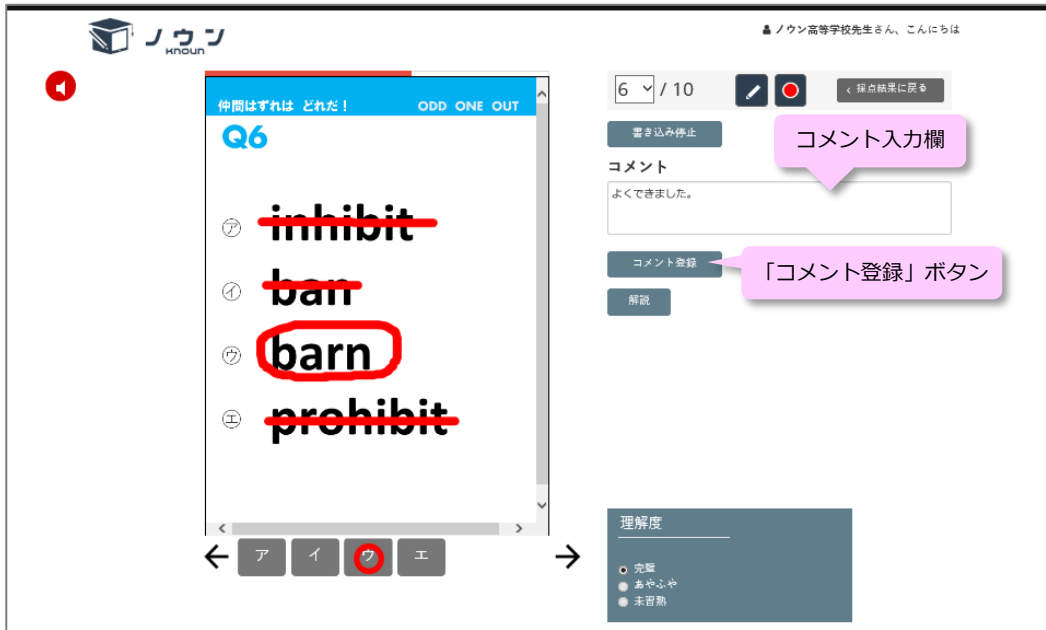 ノウン
KNOUN
ノウン高等学校先生さん、こんにちは
仲間はずれは どれだ！ ODD ONE OUT
Q6
㋐ inhibit
㋑ ban
㋒ barn
㋓ prohibit
ア イ ウ エ
6 / 10
採点結果に戻る
書き込み停止
コメント入力欄
コメント
よくできました。
コメント登録
「コメント登録」ボタン
解説
理解度
完璧
あやふや
未習熟